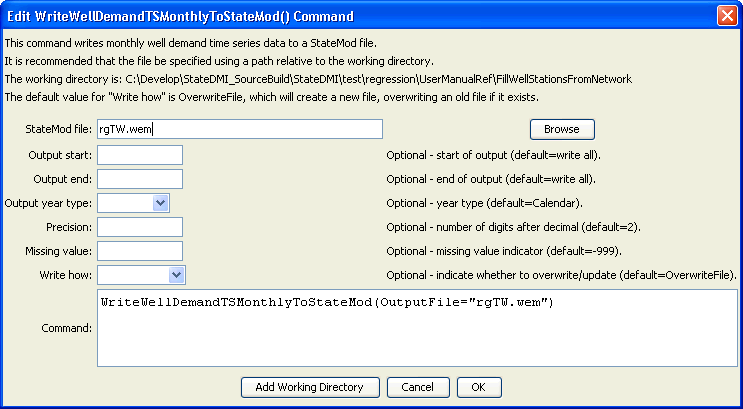 Edit WriteWellDemandTSMonthlyToStateMod() Command
This command writes monthly well demand time series data to a StateMod file.
It is recommended that the file be specified using a path relative to the working directory.
The working directory is: C:\Develop\StateDMI_SourceBuild\StateDMI\test\regression\UserManualRef\FillWellStationsFromNetwork
The default value for "Write how" is OverwriteFile, which will create a new file, overwriting an old file if it exists.
StateMod file: rgTW.wem Browse
Output start: Optional - start of output (default=write all).
Output end: Optional - end of output (default=write all).
Output year type: Optional - year type (default=Calendar).
Precision: Optional - number of digits after decimal (default=2).
Missing value: Optional - missing value indicator (default=-999).
Write how: Optional - indicate whether to overwrite/update (default=OverwriteFile).
Command: WriteWellDemandTSMonthlyToStateMod(OutputFile="rgTW.wem")
Add Working Directory Cancel OK